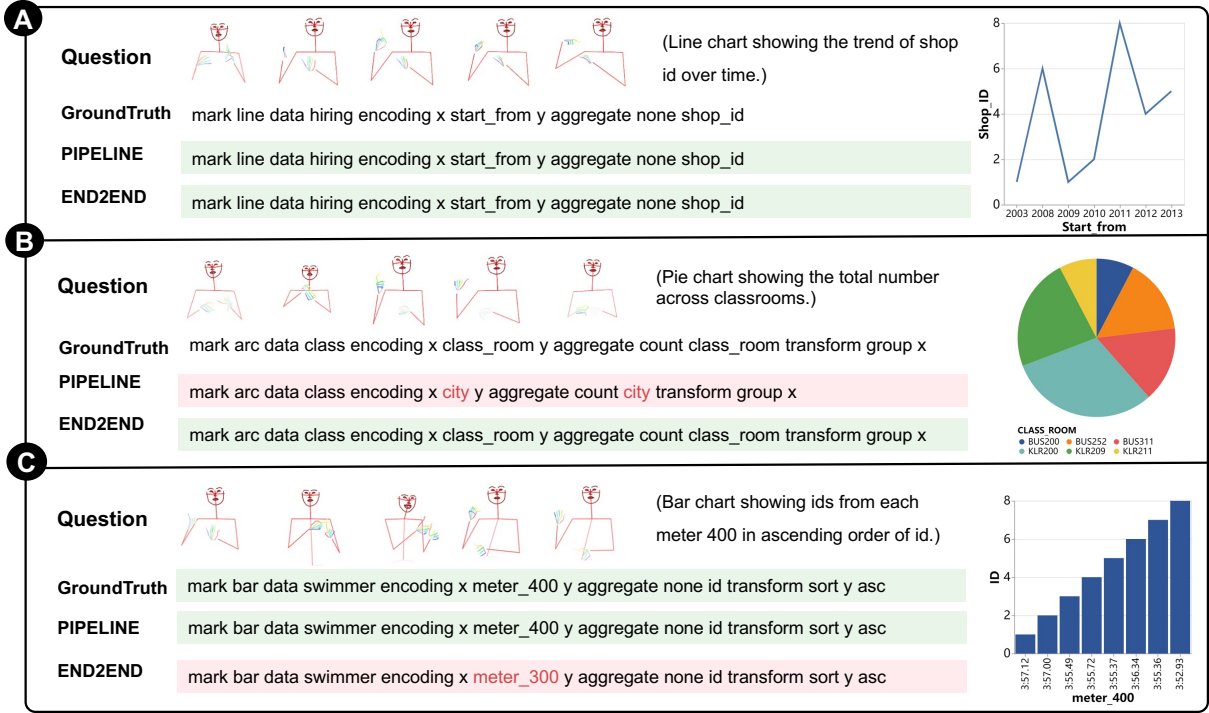 A
Question
(Line chart showing the trend of shop
id over time.)
GroundTruth
mark line data hiring encoding x start_from y aggregate none shop_id
PIPELINE
mark line data hiring encoding x start_from y aggregate none shop_id
END2END
mark line data hiring encoding x start_from y aggregate none shop_id
8
6
4
2
0
Shop_ID
2003 2008 2009 2010 2011 2012 2013
Start_from
B
Question
(Pie chart showing the total number
across classrooms.)
GroundTruth
mark arc data class encoding x class_room y aggregate count class_room transform group x
PIPELINE
mark arc data class encoding x city y aggregate count city transform group x
END2END
mark arc data class encoding x class_room y aggregate count class_room transform group x
CLASS_ROOM
BUS200 BUS252 BUS311
KLR200 KLR209 KLR211
C
Question
(Bar chart showing ids from each
meter 400 in ascending order of id.)
GroundTruth
mark bar data swimmer encoding x meter_400 y aggregate none id transform sort y asc
PIPELINE
mark bar data swimmer encoding x meter_400 y aggregate none id transform sort y asc
END2END
mark bar data swimmer encoding x meter_300 y aggregate none id transform sort y asc
8
6
4
2
0
ID
3:57.12
3:57.00
3:55.49
3:55.72
3:55.37
3:56.34
3:55.36
3:52.93
meter_400